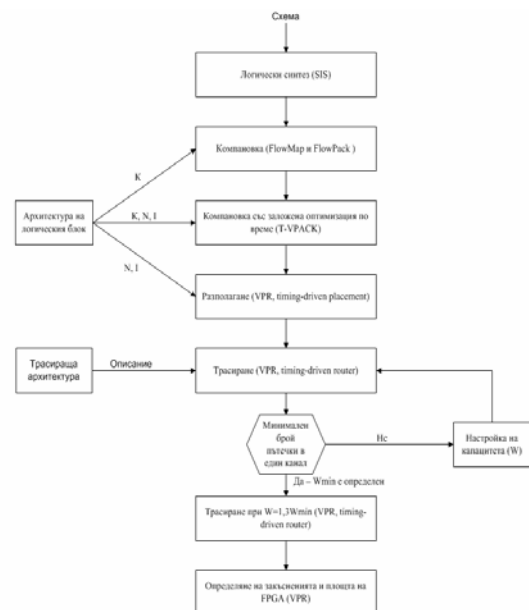 Схема
Логически синтез (SIS)
Компановка (FlowMap и FlowPack )
K
Архитектура на
логическия блок
K, N, I
Компановка със заложена оптимизация по
време (T-VPACK)
N, I
Разполагане (VPR, timing-driven placement)
Трасираща
архитектура
Описание
Трасиране (VPR, timing-driven router)
Минимален
брой
пътечки в
един канал
Не
Настройка на
капацитета (W)
Да – Wmin е определен
Трасиране при W=1,3Wmin (VPR, timing-
driven router)
Определяне на закъсненията и площта на
FPGA (VPR)